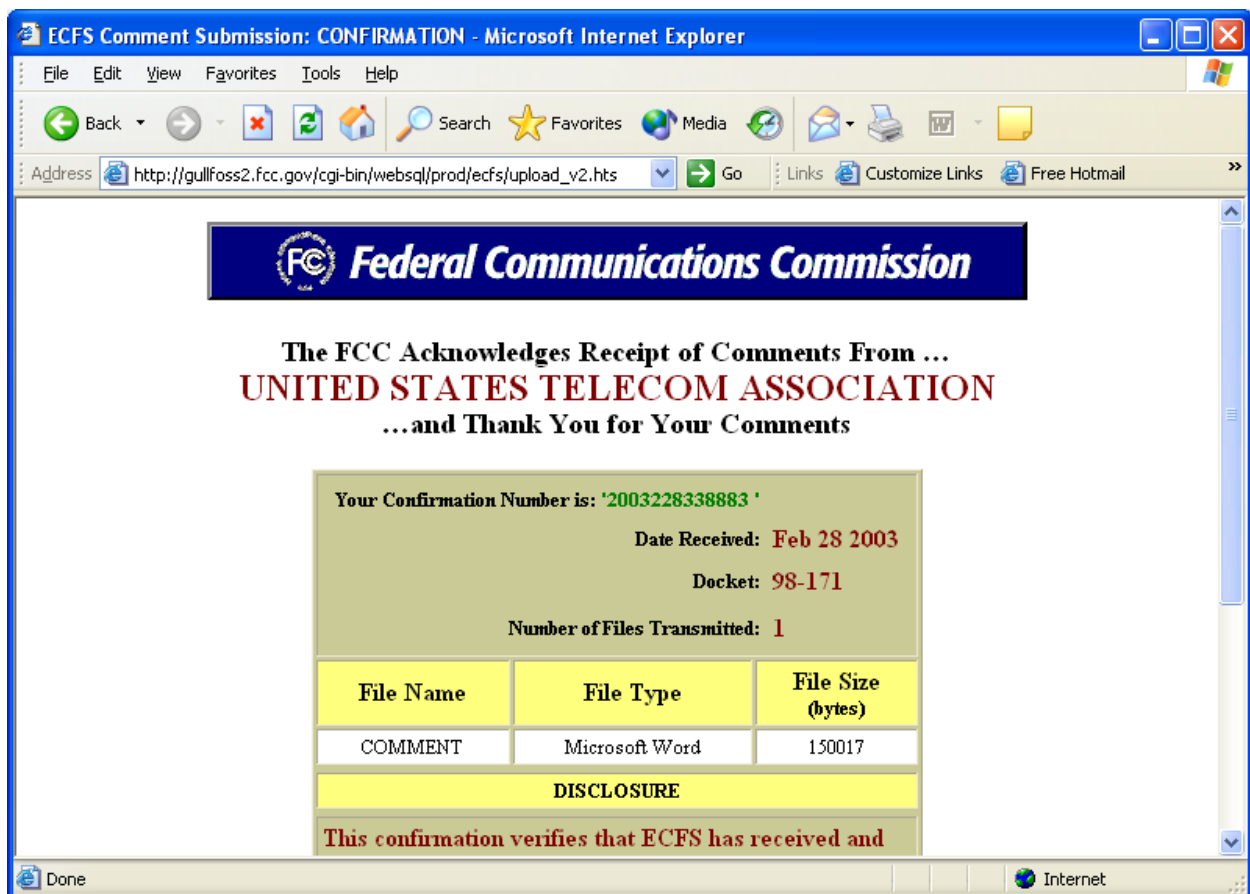 ECFS Comment Submission: CONFIRMATION - Microsoft Internet Explorer
File Edit View Favorites Tools Help
Back Search Favorites Media
Address http://gullfoss2.fcc.gov/cgi-bin/websql/prod/ecfs/upload_v2.hts Go Links Customize Links Free Hotmail »
FCC Federal Communications Commission
The FCC Acknowledges Receipt of Comments From ...
UNITED STATES TELECOM ASSOCIATION
...and Thank You for Your Comments
Your Confirmation Number is: '2003228338883 '
Date Received: Feb 28 2003
Docket: 98-171
Number of Files Transmitted: 1
File Name File Type File Size
(bytes)
COMMENT Microsoft Word 150017
DISCLOSURE
This confirmation verifies that ECFS has received and
Done Internet